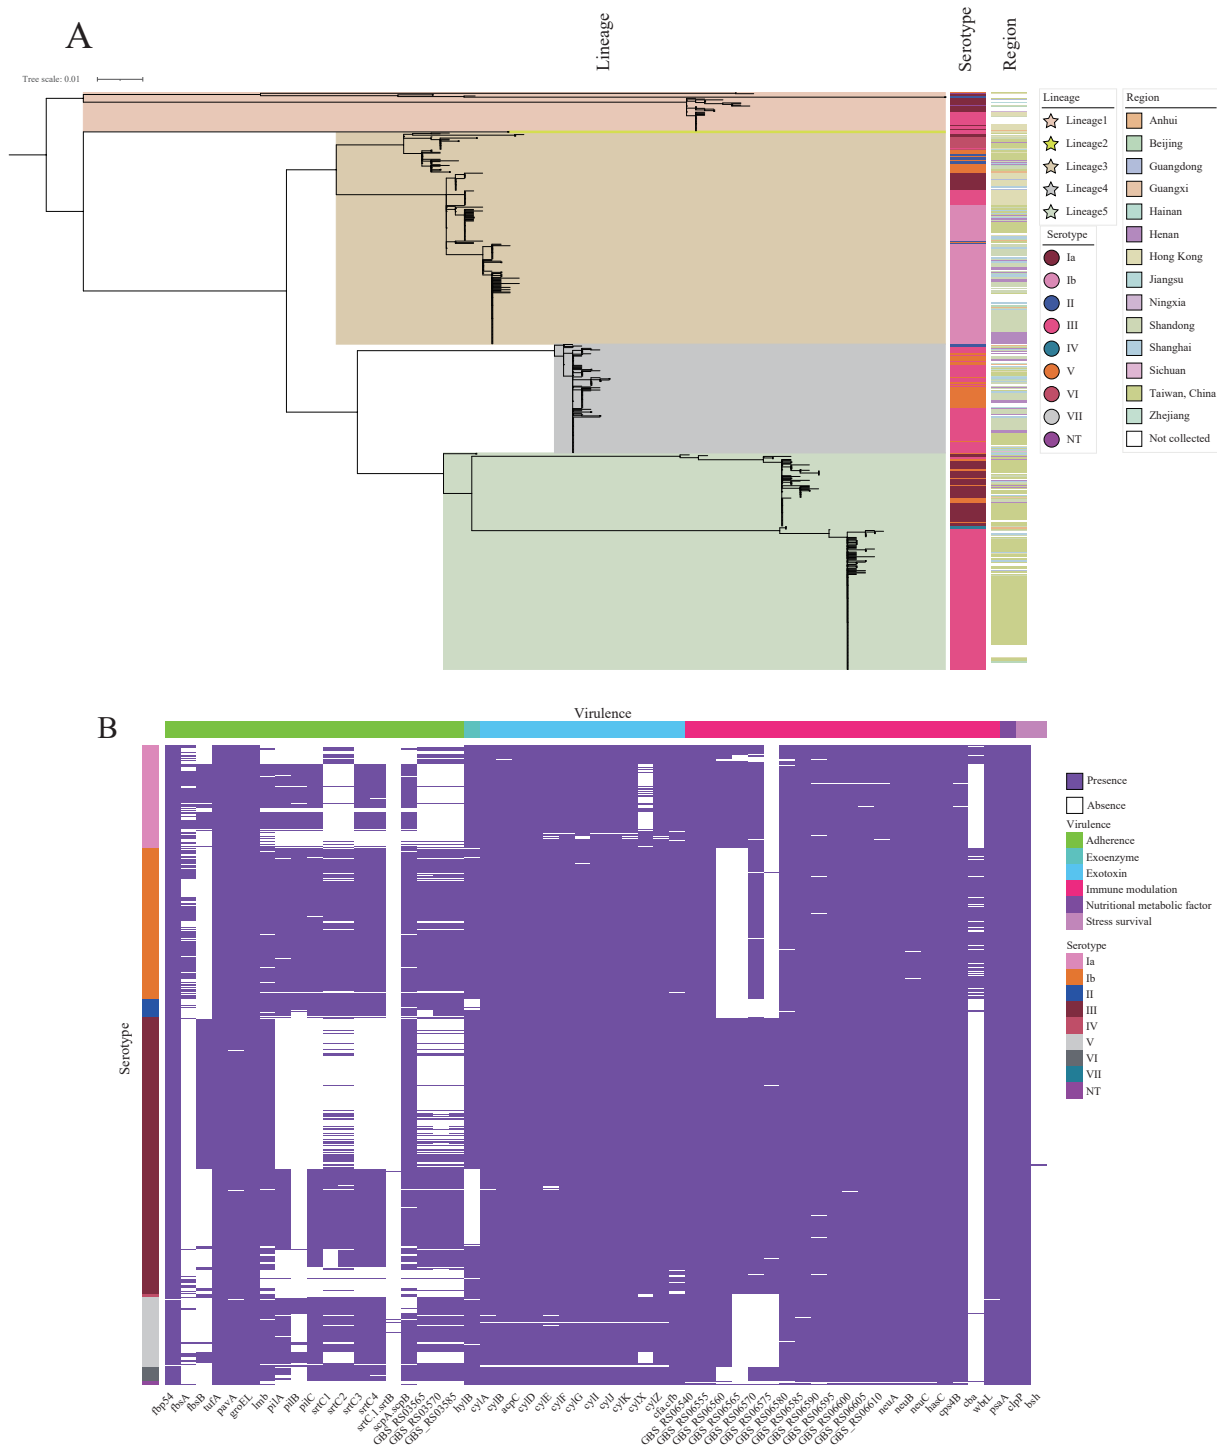 A
Lineage
Serotype
Region
Tree scale: 0.01
Lineage
Lineage1
Lineage2
Lineage3
Lineage4
Lineage5
Serotype
Ia
Ib
II
III
IV
V
VI
VII
NT
Region
Anhui
Beijing
Guangdong
Guangxi
Hainan
Henan
Hong Kong
Jiangsu
Ningxia
Shandong
Shanghai
Sichuan
Taiwan, China
Zhejiang
Not collected
B
Virulence
Serotype
Presence
Absence
Virulence
Adherence
Exoenzyme
Exotoxin
Immune modulation
Nutritional metabolic factor
Stress survival
Serotype
Ia
Ib
II
III
IV
V
VI
VII
NT
fbp54
fbsA
fbsB
tufA
pavA
groEL
lmb
pilA
pilB
pilC
srtC1
srtC2
srtC3
srtC4
srtC.1.srtB
scpA.scpB
GBS_RS03565
GBS_RS03570
GBS_RS03585
hylB
cylA
cylB
acpC
cylD
cylE
cylF
cylG
cylI
cylJ
cylK
cylX
cylZ
cfa.cfb
GBS_RS06540
GBS_RS06555
GBS_RS06560
GBS_RS06565
GBS_RS06570
GBS_RS06575
GBS_RS06580
GBS_RS06585
GBS_RS06590
GBS_RS06595
GBS_RS06600
GBS_RS06605
GBS_RS06610
neuA
neuB
neuC
hasC
cps4B
cba
wbtL
psaA
clpP
bsh